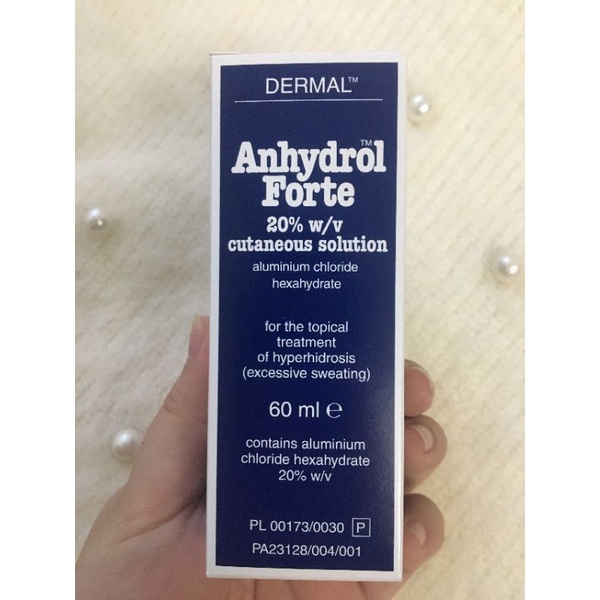 DERMAL™
Anhydrol™
Forte
20% w/v
cutaneous solution
aluminium chloride
hexahydrate
for the topical
treatment
of hyperhidrosis
(excessive sweating)
60 ml ℮
contains aluminium
chloride hexahydrate
20% w/v
PL 00173/0030 P
PA23128/004/001